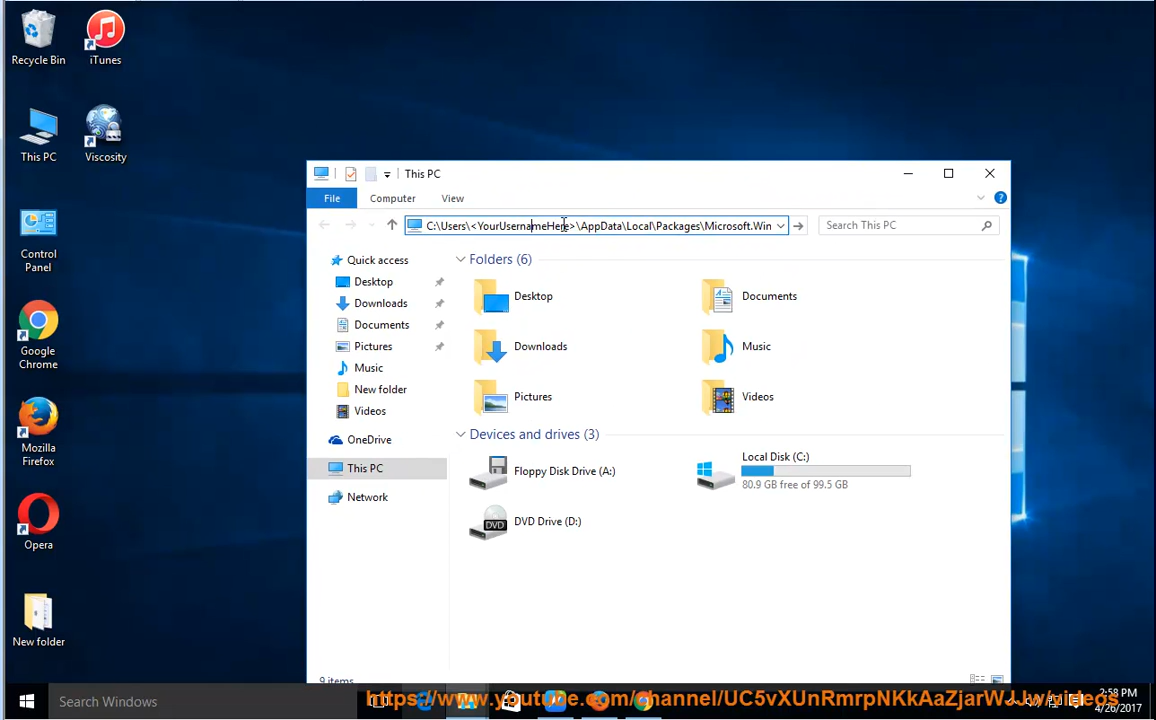 Recycle Bin
iTunes
This PC
Viscosity
Control
Panel
Google
Chrome
Mozilla
Firefox
Opera
New folder
This PC
File
Computer
View
C:\Users\<YourUsernameHere>\AppData\Local\Packages\Microsoft.Win
Search This PC
Quick access
Desktop
Downloads
Documents
Pictures
Music
New folder
Videos
OneDrive
This PC
Network
Folders (6)
Desktop
Documents
Downloads
Music
Pictures
Videos
Devices and drives (3)
Floppy Disk Drive (A:)
Local Disk (C:)
80.9 GB free of 99.5 GB
DVD
DVD Drive (D:)
9 items
Search Windows
2:58 PM
4/26/2017